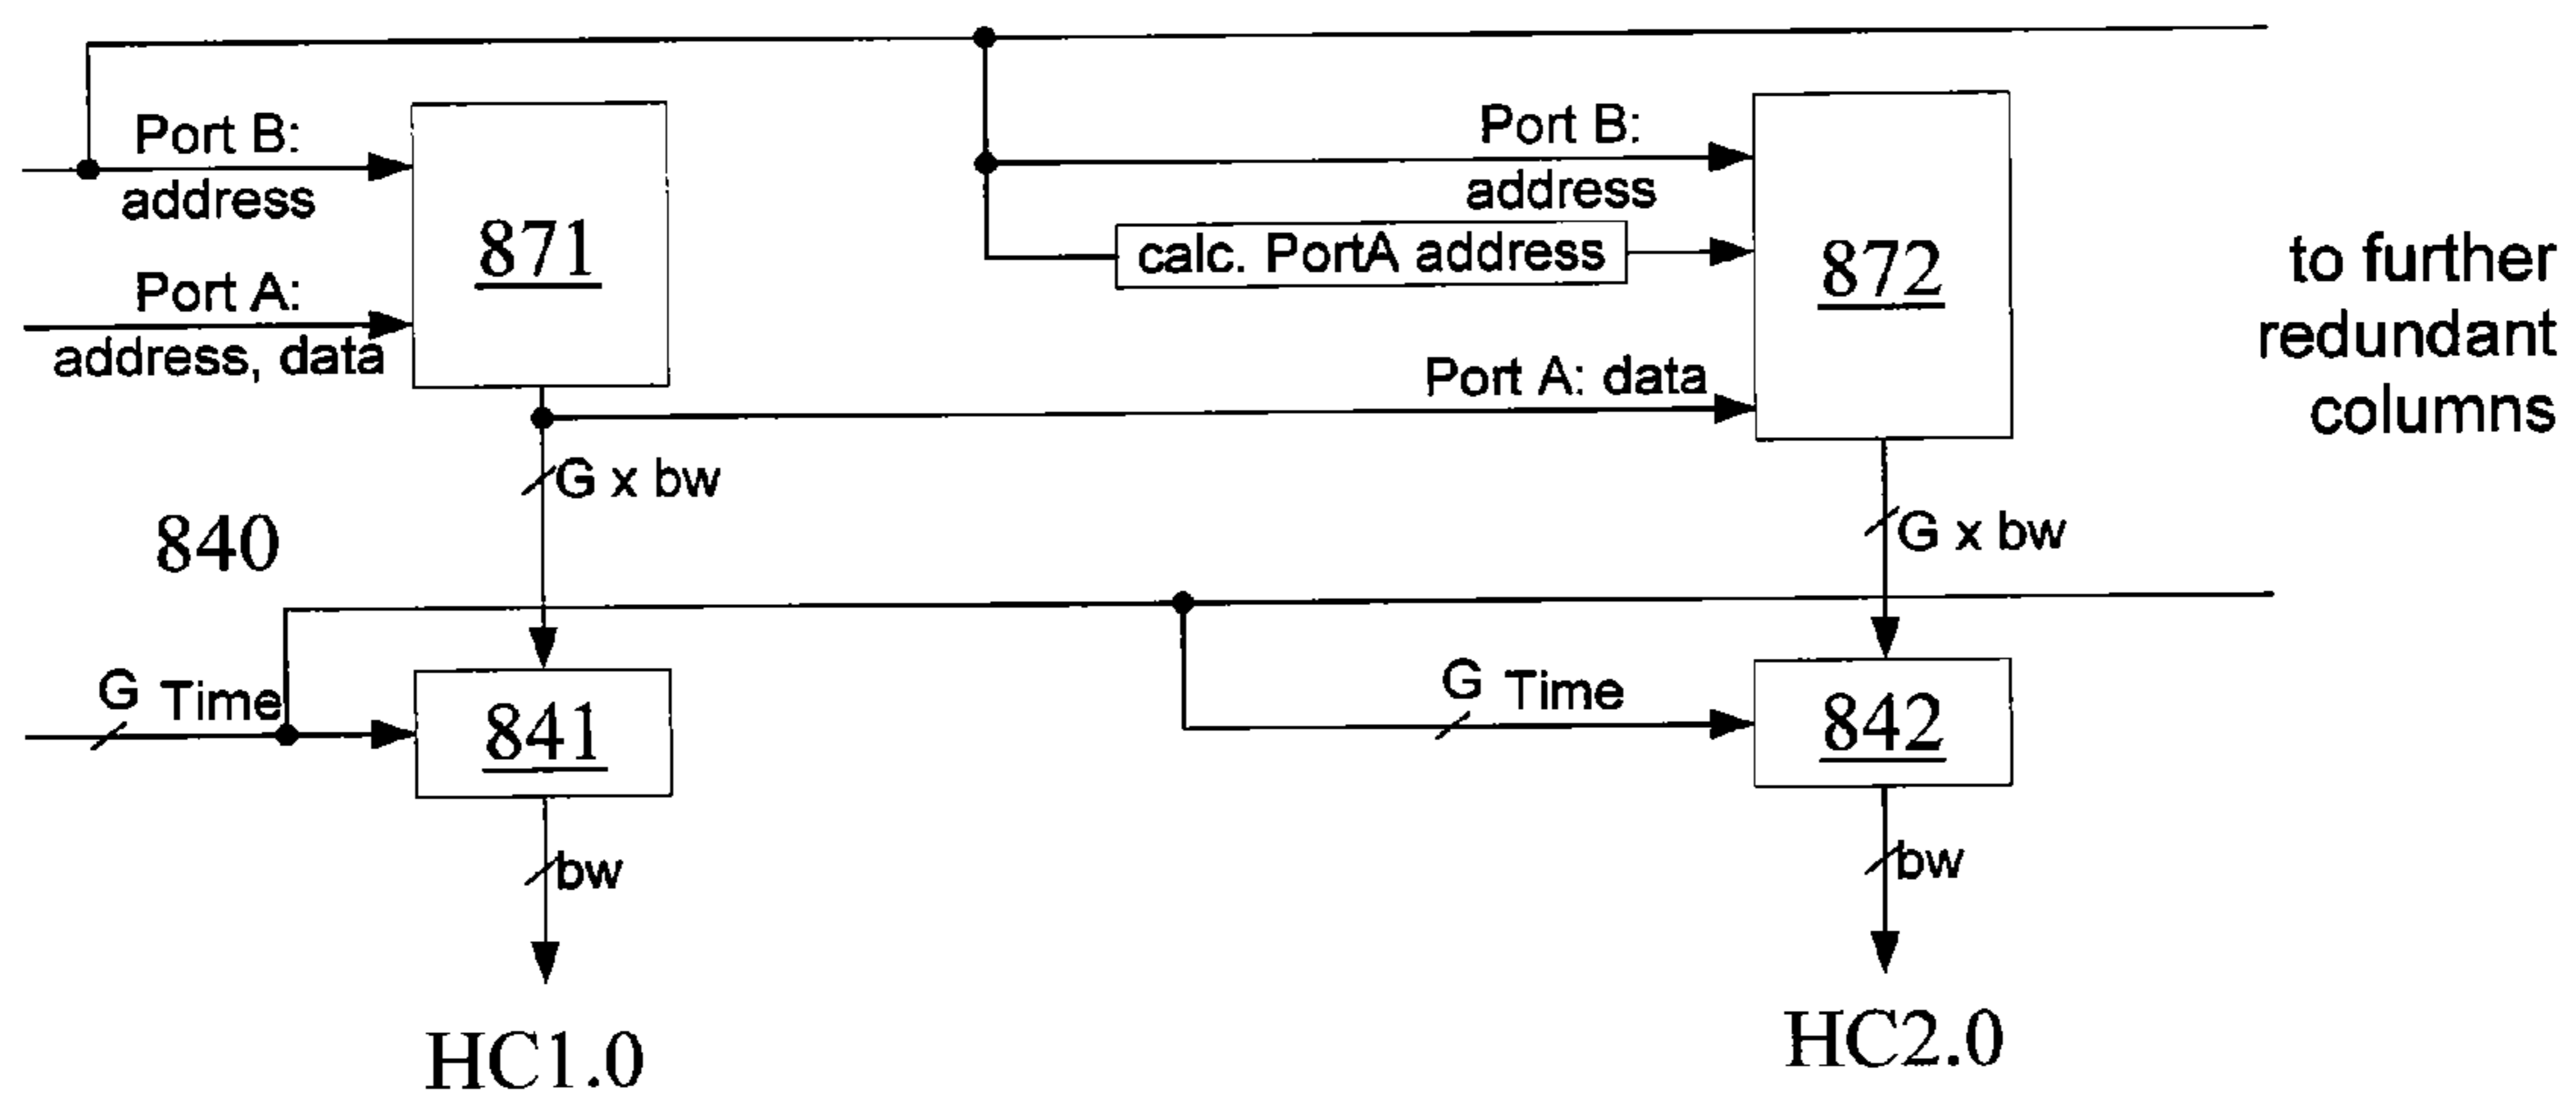 Port B:
address
871
Port A:
address, data
G x bw
840
G Time
841
bw
HC1.0
Port B:
address
calc. PortA address
872
Port A: data
G x bw
G Time
842
bw
HC2.0
to further
redundant
columns